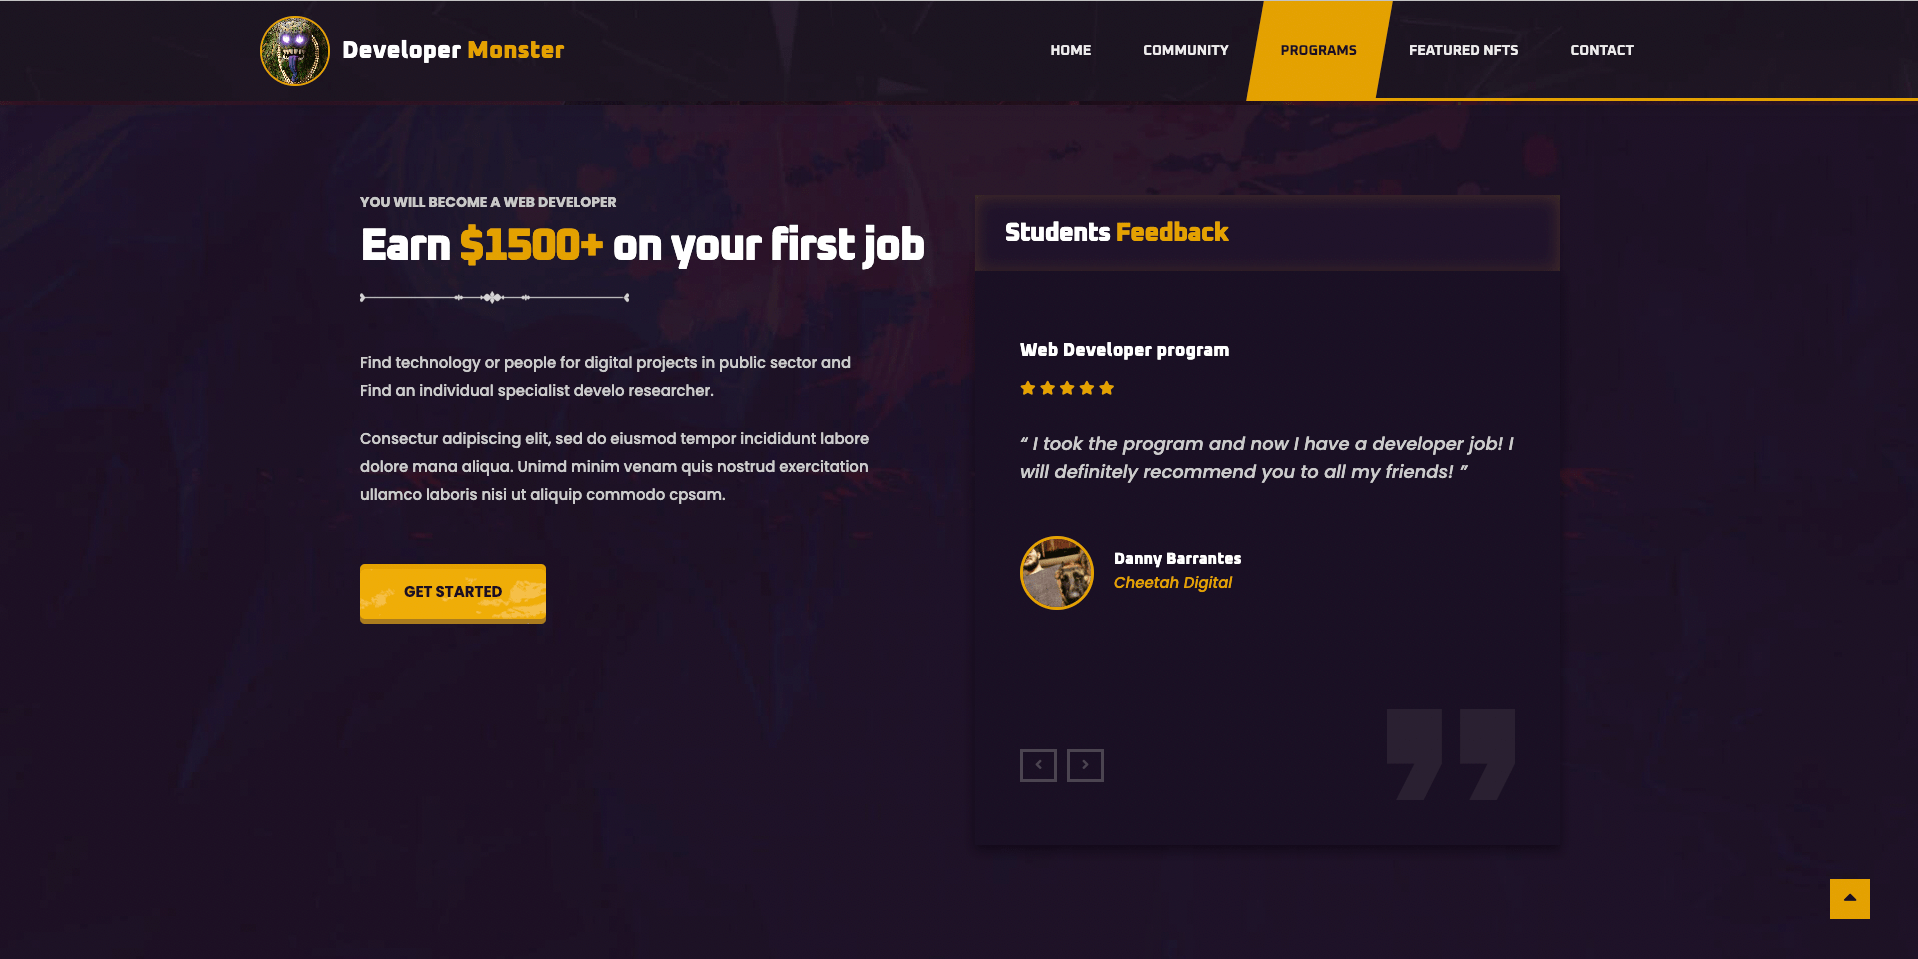 Developer Monster
HOME
COMMUNITY
PROGRAMS
FEATURED NFTS
CONTACT
YOU WILL BECOME A WEB DEVELOPER
Earn $1500+ on your first job
Find technology or people for digital projects in public sector and
Find an individual specialist develo researcher.
Consectur adipiscing elit, sed do eiusmod tempor incididunt labore
dolore mana aliqua. Unimd minim venam quis nostrud exercitation
ullamco laboris nisi ut aliquip commodo cpsam.
GET STARTED
Students Feedback
Web Developer program
“ I took the program and now I have a developer job! I
will definitely recommend you to all my friends! ”
Danny Barrantes
Cheetah Digital